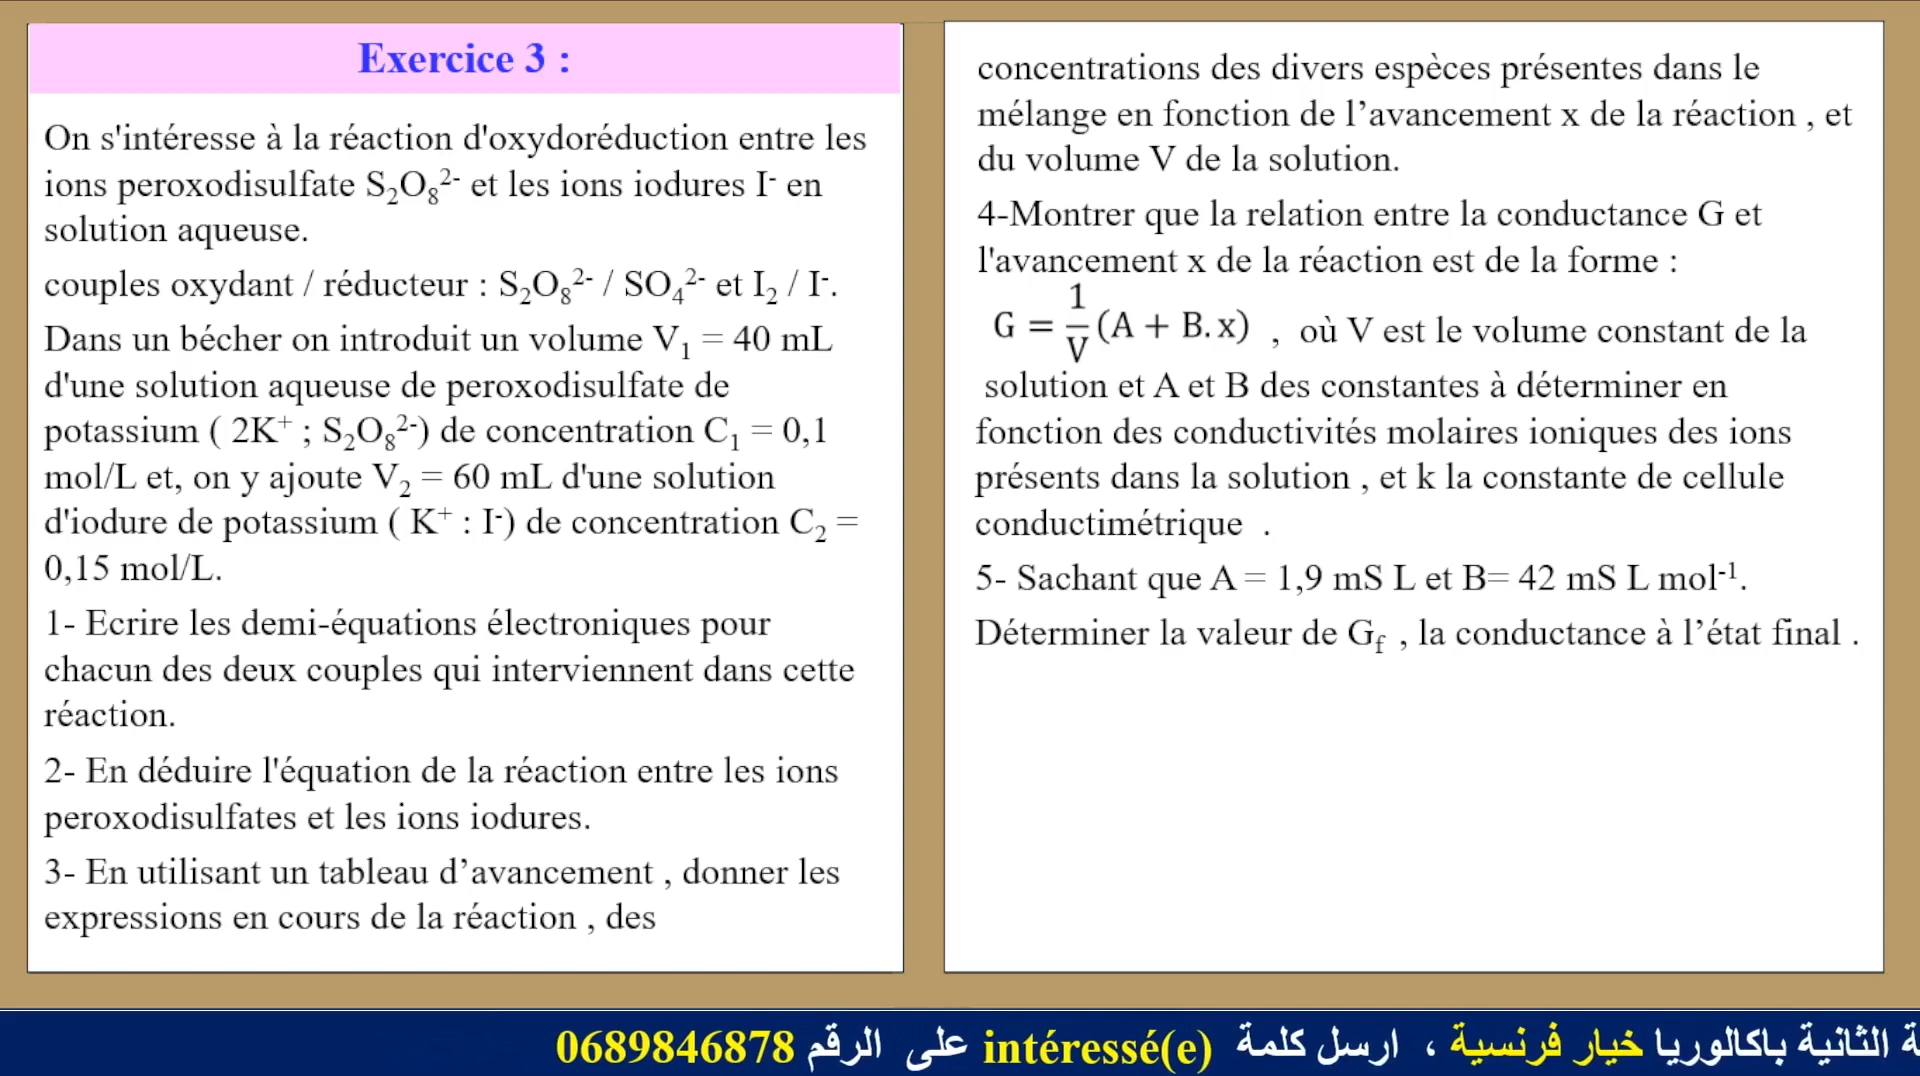 Exercice 3 :
On s'intéresse à la réaction d'oxydoréduction entre les
ions peroxodisulfate S₂O₈²⁻ et les ions iodures I⁻ en
solution aqueuse.
couples oxydant / réducteur : S₂O₈²⁻ / SO₄²⁻ et I₂ / I⁻.
Dans un bécher on introduit un volume V₁ = 40 mL
d'une solution aqueuse de peroxodisulfate de
potassium ( 2K⁺ ; S₂O₈²⁻) de concentration C₁ = 0,1
mol/L et, on y ajoute V₂ = 60 mL d'une solution
d'iodure de potassium ( K⁺ : I⁻) de concentration C₂ =
0,15 mol/L.
1- Ecrire les demi-équations électroniques pour
chacun des deux couples qui interviennent dans cette
réaction.
2- En déduire l'équation de la réaction entre les ions
peroxodisulfates et les ions iodures.
3- En utilisant un tableau d’avancement , donner les
expressions en cours de la réaction , des
concentrations des divers espèces présentes dans le
mélange en fonction de l’avancement x de la réaction , et
du volume V de la solution.
4-Montrer que la relation entre la conductance G et
l'avancement x de la réaction est de la forme :
G = 1/V (A + B. x) , où V est le volume constant de la
solution et A et B des constantes à déterminer en
fonction des conductivités molaires ioniques des ions
présents dans la solution , et k la constante de cellule
conductimétrique .
5- Sachant que A = 1,9 mS L et B= 42 mS L mol⁻¹.
Déterminer la valeur de G_f , la conductance à l’état final .
الثانية باكالوريا خيار فرنسية ، ارسل كلمة intéressé(e) على الرقم 0689846878